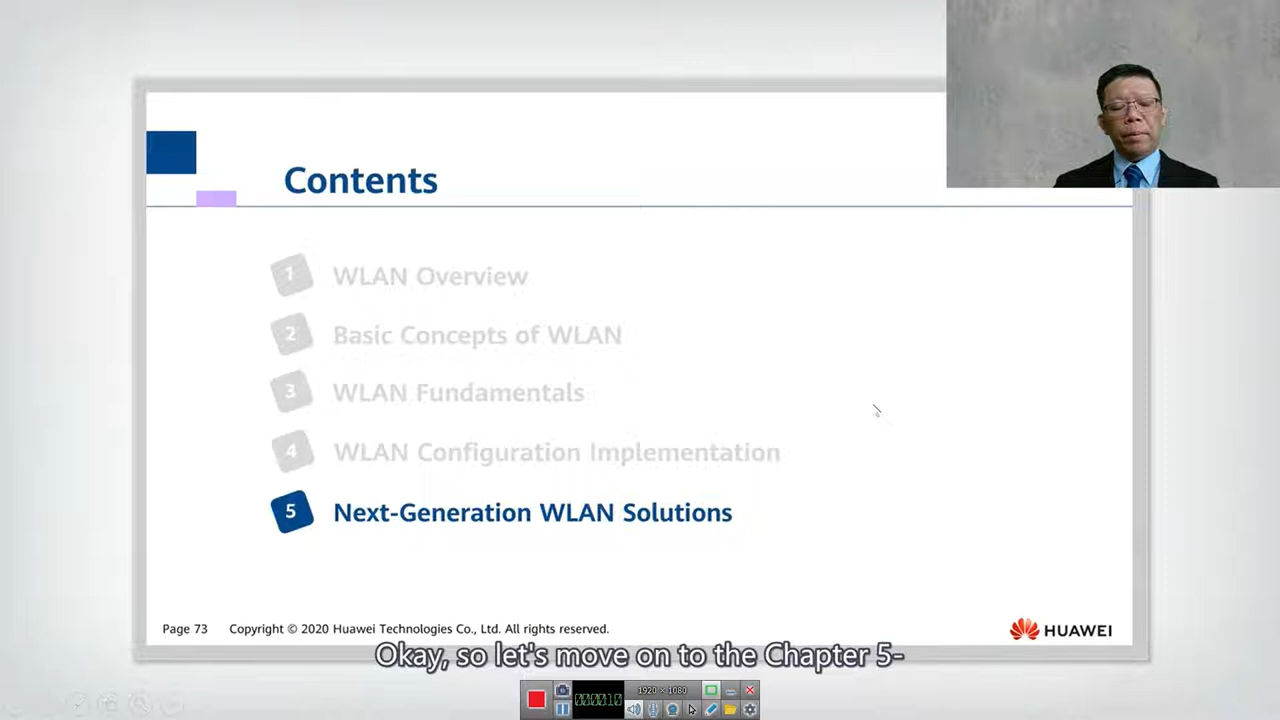 Contents
1 WLAN Overview
2 Basic Concepts of WLAN
3 WLAN Fundamentals
4 WLAN Configuration Implementation
5 Next-Generation WLAN Solutions
Page 73 Copyright © 2020 Huawei Technologies Co., Ltd. All rights reserved.
HUAWEI
Okay, so let's move on to the Chapter 5-
1920 × 1080